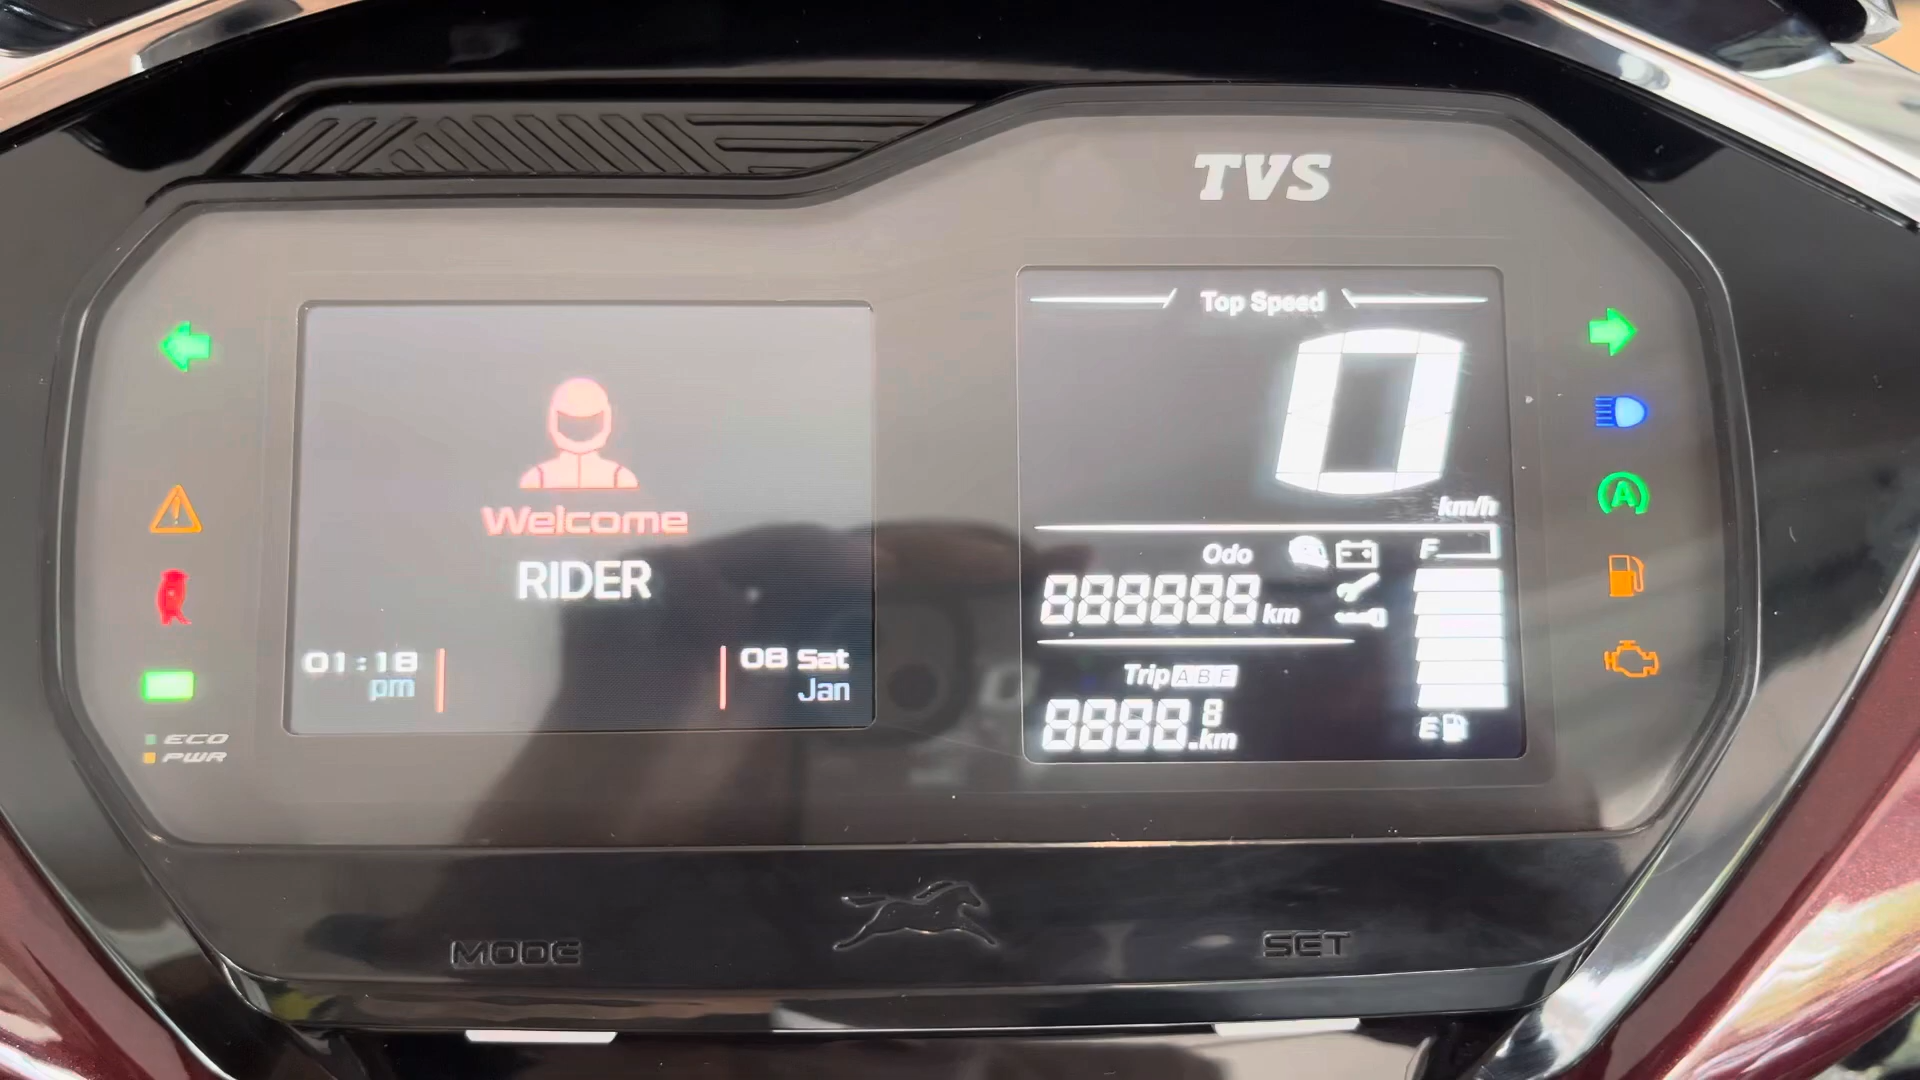 TVS
Welcome
RIDER
01:18
pm
08 Sat
Jan
ECO
PWR
Top Speed
0
km/h
Odo
888888 km
Trip A B F
8888.8 km
F
E
A
MODE
SET